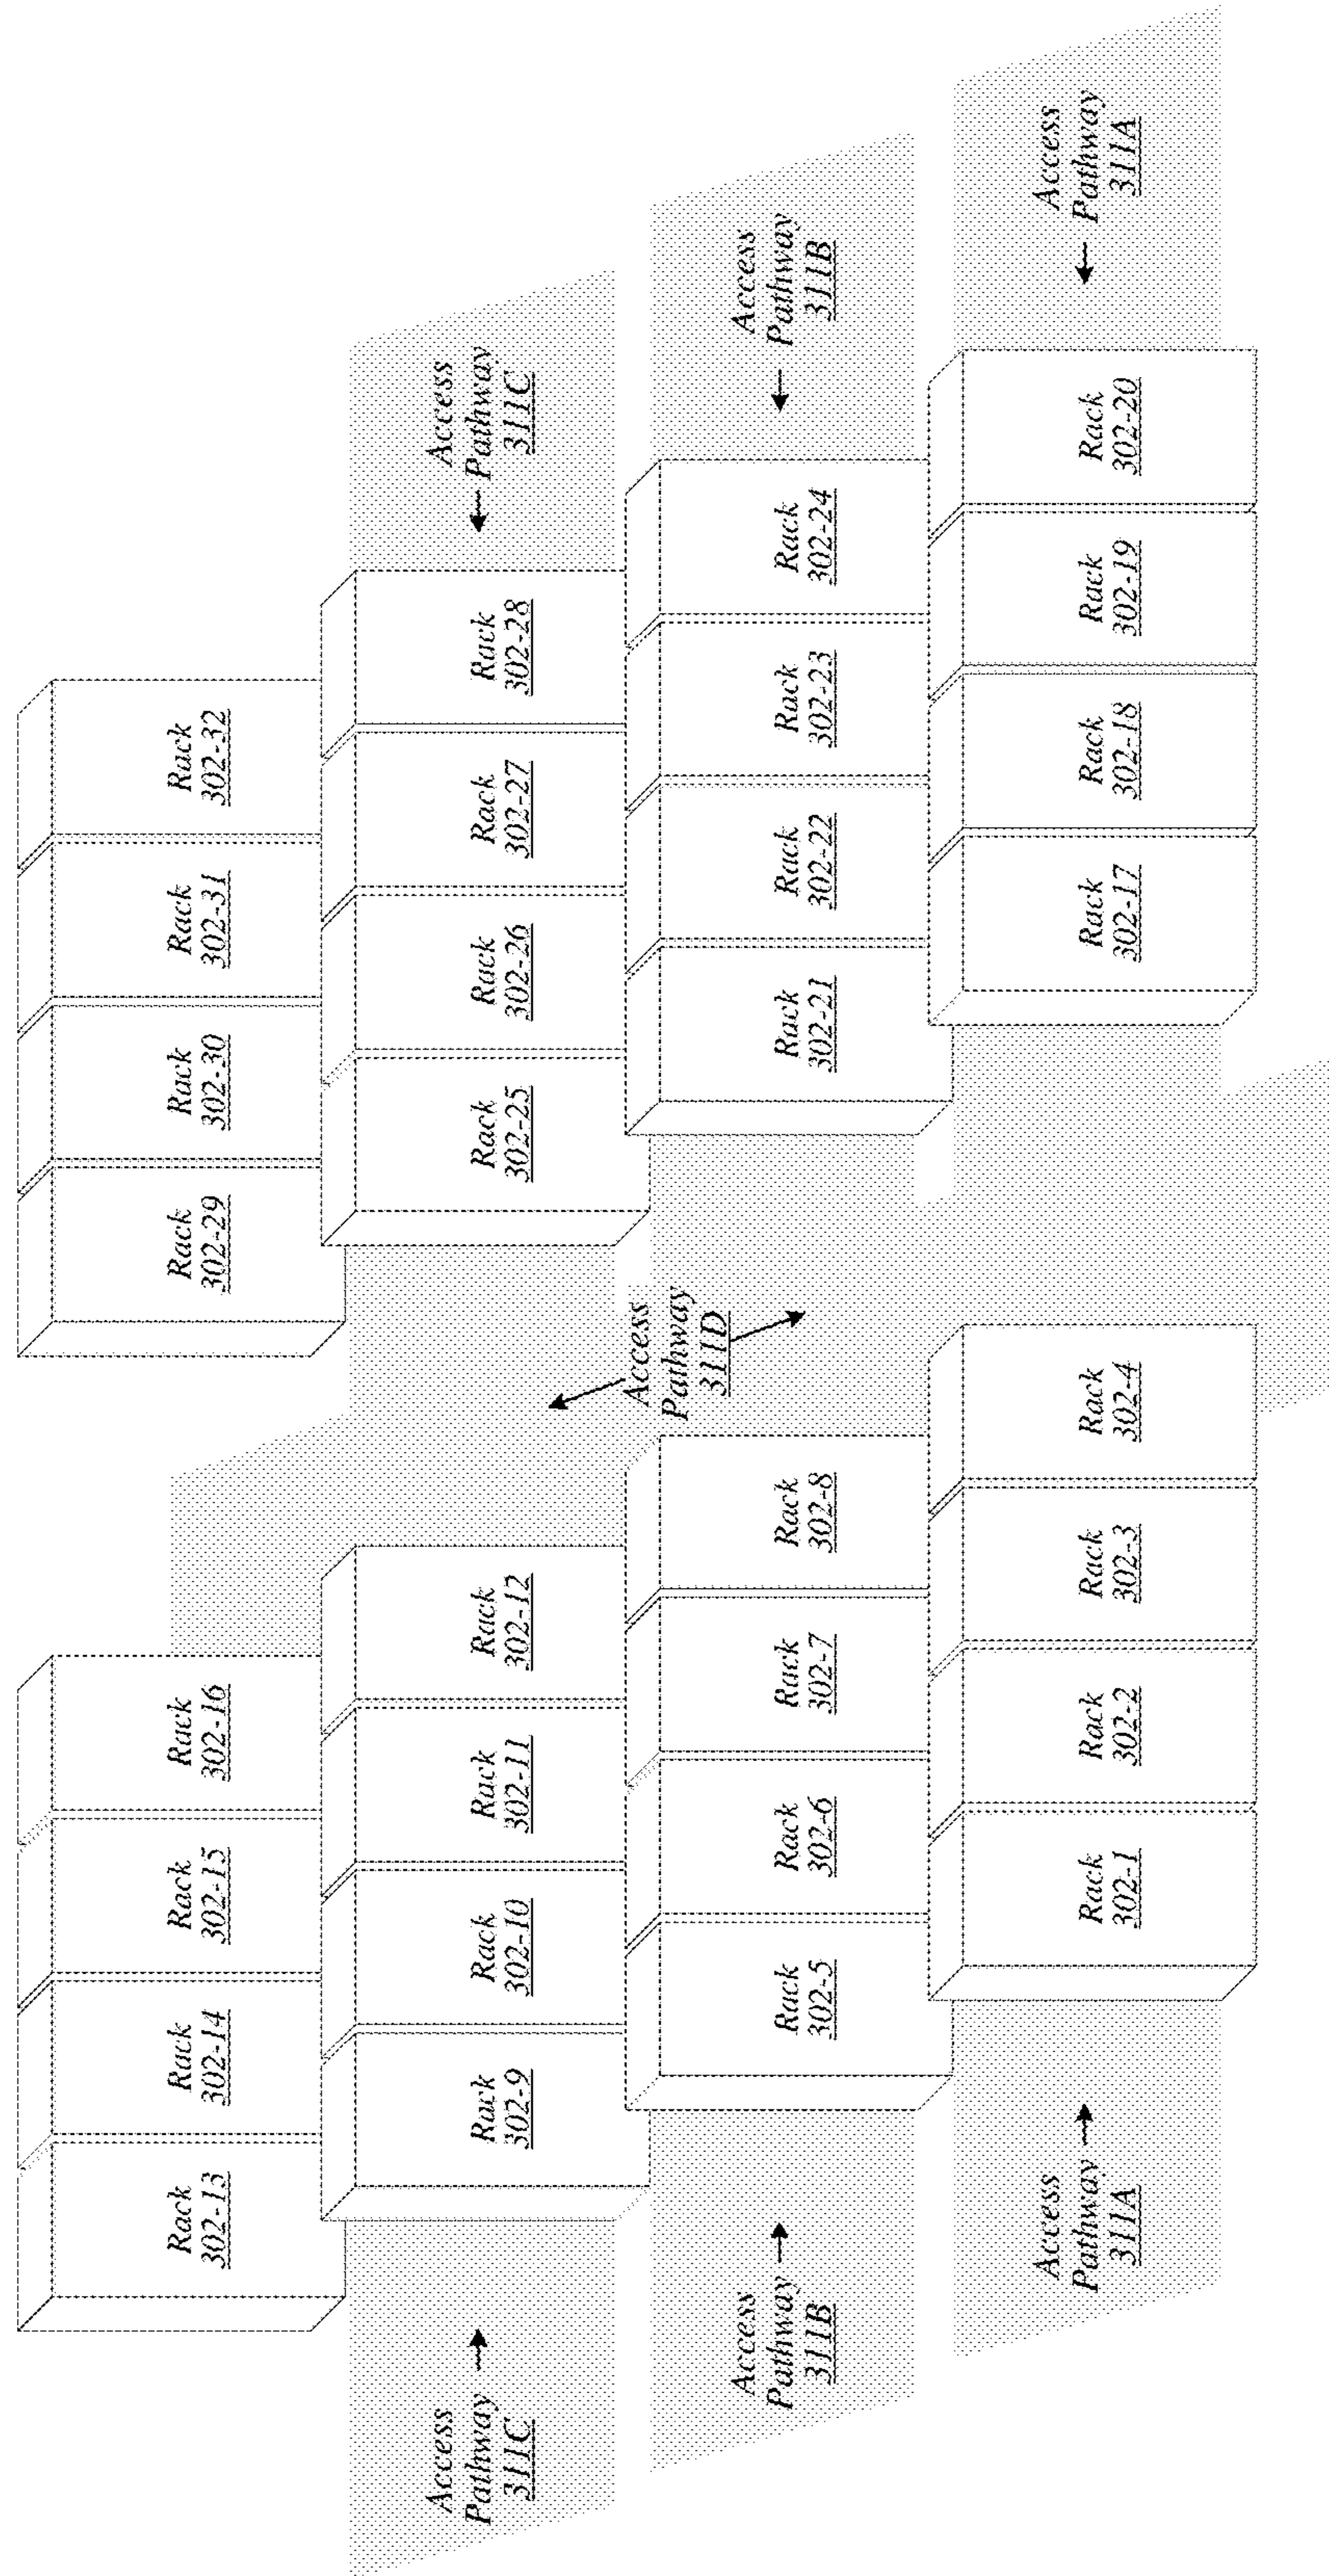 Rack
302-13
Rack
302-14
Rack
302-15
Rack
302-16
Rack
302-29
Rack
302-30
Rack
302-31
Rack
302-32
Access
Pathway
311C
Rack
302-9
Rack
302-10
Rack
302-11
Rack
302-12
Rack
302-25
Rack
302-26
Rack
302-27
Rack
302-28
Access
Pathway
311C
Access
Pathway
311D
Access
Pathway
311B
Rack
302-5
Rack
302-6
Rack
302-7
Rack
302-8
Rack
302-21
Rack
302-22
Rack
302-23
Rack
302-24
Access
Pathway
311B
Access
Pathway
311A
Rack
302-1
Rack
302-2
Rack
302-3
Rack
302-4
Rack
302-17
Rack
302-18
Rack
302-19
Rack
302-20
Access
Pathway
311A